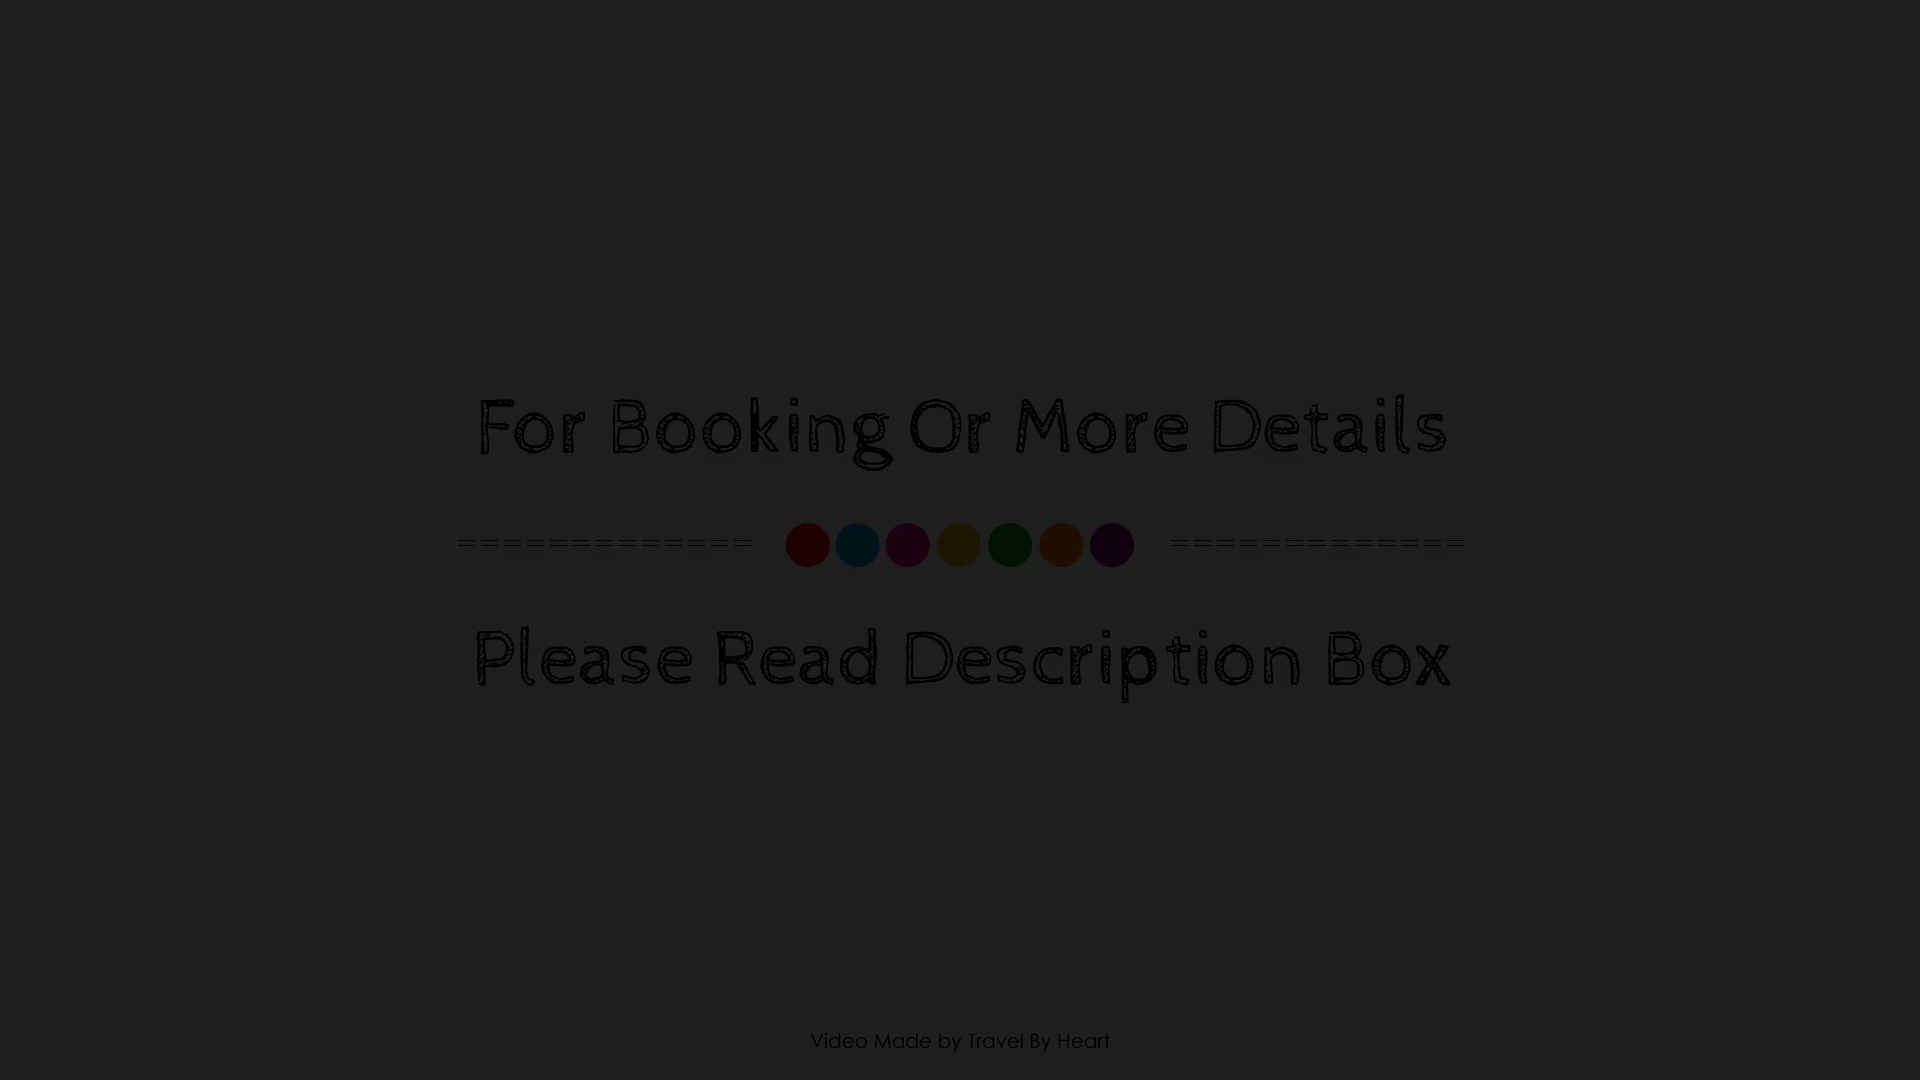 For Booking Or More Details
============= =============
Please Read Description Box
Video Made by Travel By Heart